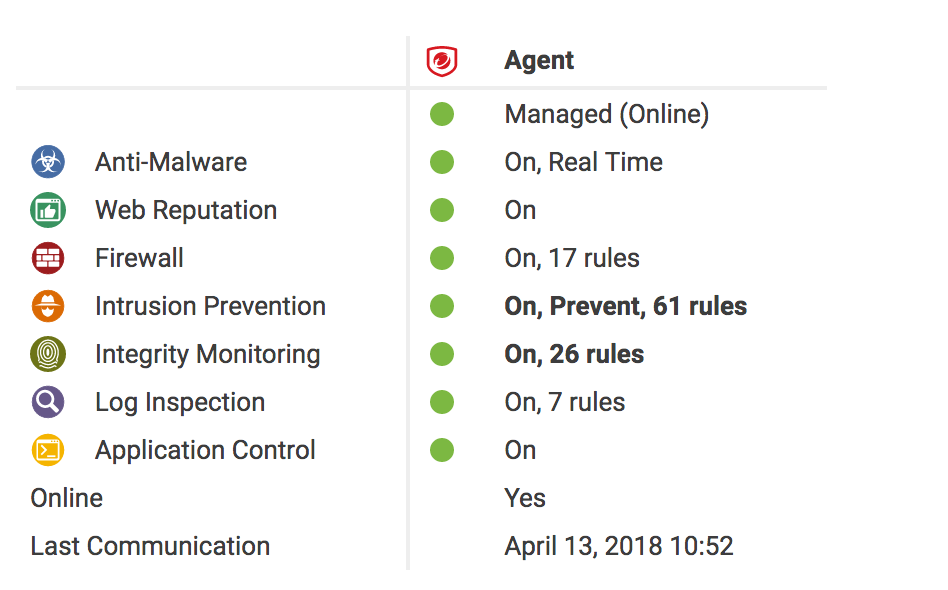 Agent
Managed (Online)
Anti-Malware On, Real Time
Web Reputation On
Firewall On, 17 rules
Intrusion Prevention On, Prevent, 61 rules
Integrity Monitoring On, 26 rules
Log Inspection On, 7 rules
Application Control On
Online Yes
Last Communication April 13, 2018 10:52